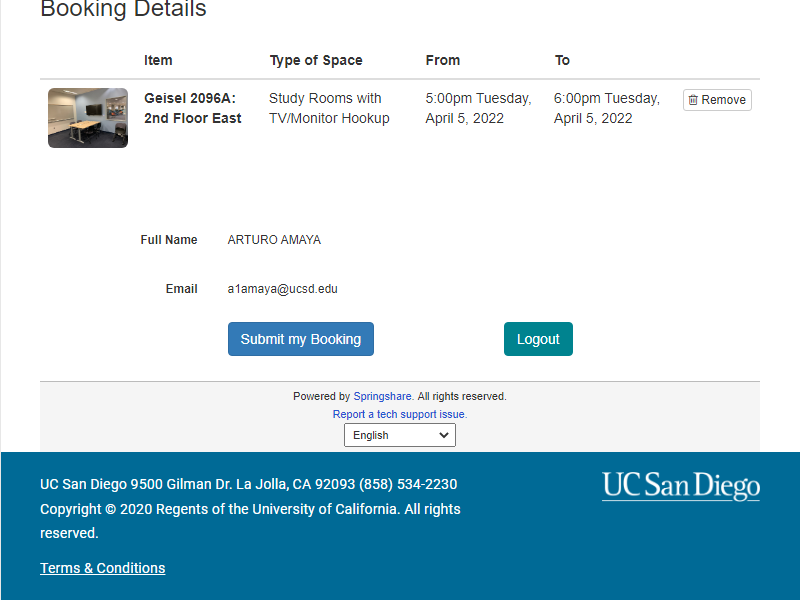 Booking Details
Item Type of Space From To
Geisel 2096A: Study Rooms with 5:00pm Tuesday, 6:00pm Tuesday, Remove
2nd Floor East TV/Monitor Hookup April 5, 2022 April 5, 2022
Full Name ARTURO AMAYA
Email a1amaya@ucsd.edu
Submit my Booking Logout
Powered by Springshare. All rights reserved.
Report a tech support issue.
English
UC San Diego 9500 Gilman Dr. La Jolla, CA 92093 (858) 534-2230
UC San Diego
Copyright © 2020 Regents of the University of California. All rights
reserved.
Terms & Conditions